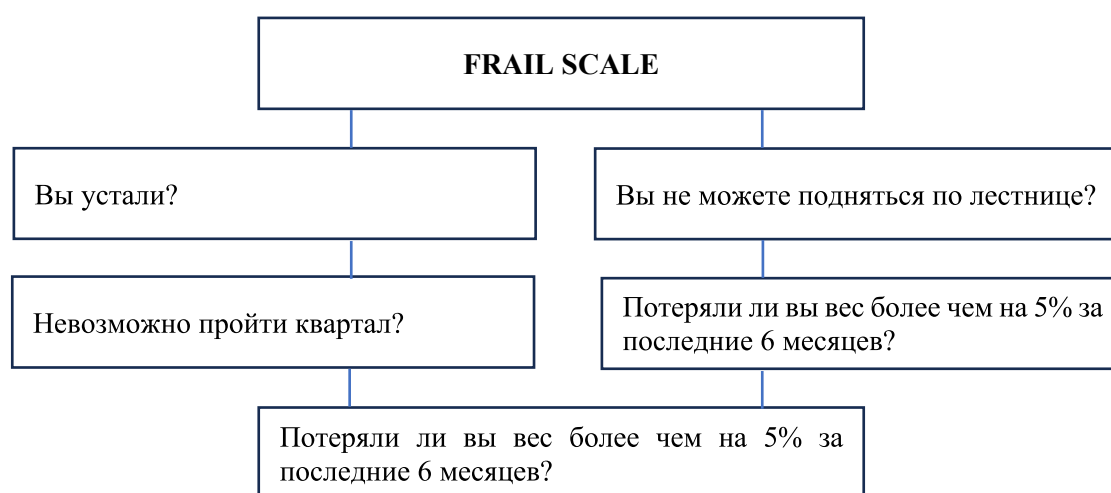 FRAIL SCALE
Вы устали?
Вы не можете подняться по лестнице?
Невозможно пройти квартал?
Потеряли ли вы вес более чем на 5% за
последние 6 месяцев?
Потеряли ли вы вес более чем на 5% за
последние 6 месяцев?